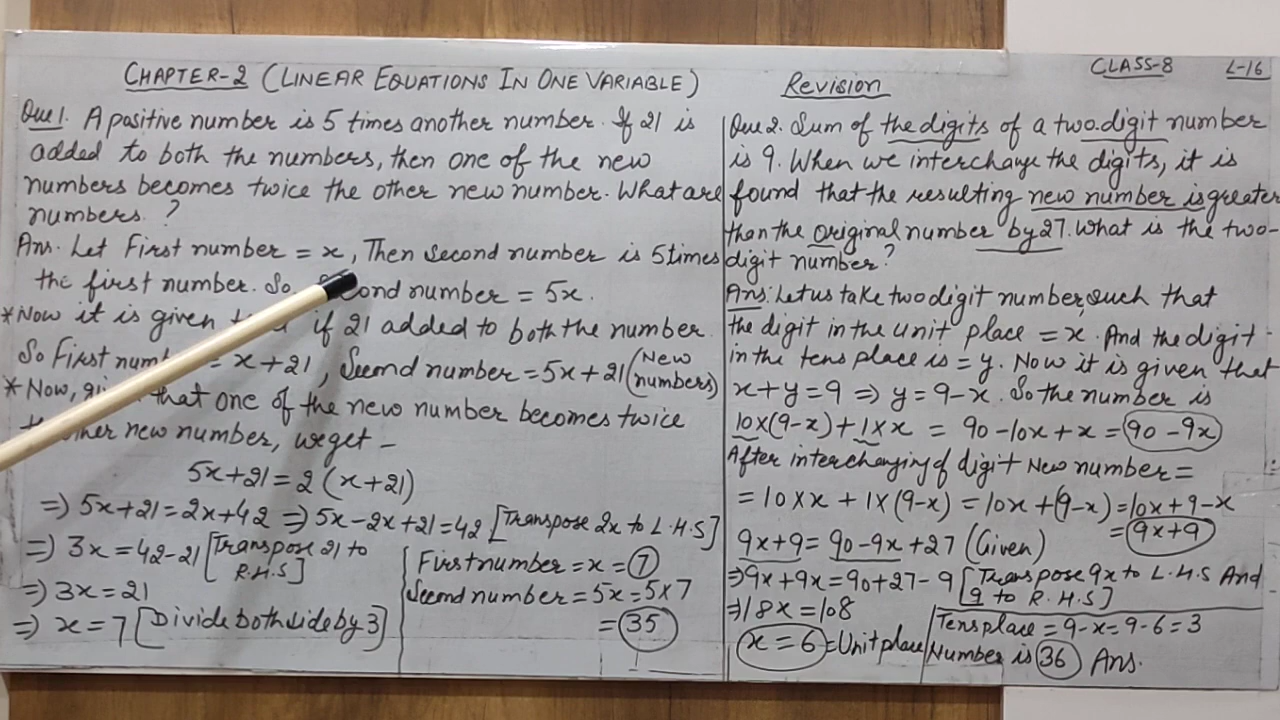 CHAPTER-2 (LINEAR EQUATIONS IN ONE VARIABLE)
Revision
CLASS-8 L-16
Que 1. A positive number is 5 times another number. If 21 is
added to both the numbers, then one of the new
numbers becomes twice the other new number. What are
numbers. ?
Ans. Let First number = x, Then Second number is 5 times
the first number. So number = 5x.
*Now it is given if 21 added to both the number.
So First = x+21, Second number = 5x+21 (New numbers)
* Now, that one of the new number becomes twice
new number, we get -
5x+21 = 2 (x+21)
⇒ 5x+21 = 2x+42 ⇒ 5x-2x+21 = 42 [Transpose 2x to L.H.S]
⇒ 3x = 42-21 [Transpose 21 to R.H.S]
⇒ 3x = 21
⇒ x = 7 [Divide both side by 3]
First number = x = 7
Second number = 5x = 5x7
= 35
Que 2. Sum of the digits of a two-digit number
is 9. When we interchange the digits, it is
found that the resulting new number is greater
than the original number by 27. What is the two-
digit number?
Ans: Let us take two digit number, such that
the digit in the unit place = x. And the digit
in the tens place is = y. Now it is given that
x+y=9 ⇒ y = 9-x. So the number is
10x(9-x)+1xx = 90-10x+x = 90-9x
After interchanging of digit New number =
= 10xx + 1x(9-x) = 10x+(9-x) = 10x+9-x
= 9x+9
9x+9 = 90-9x+27 (Given)
⇒ 9x+9x = 90+27-9 [Transpose 9x to L.H.S And
9 to R.H.S]
⇒ 18x = 108
x = 6 = Unit place
Tens place = 9-x = 9-6 = 3
Number is 36 Ans.